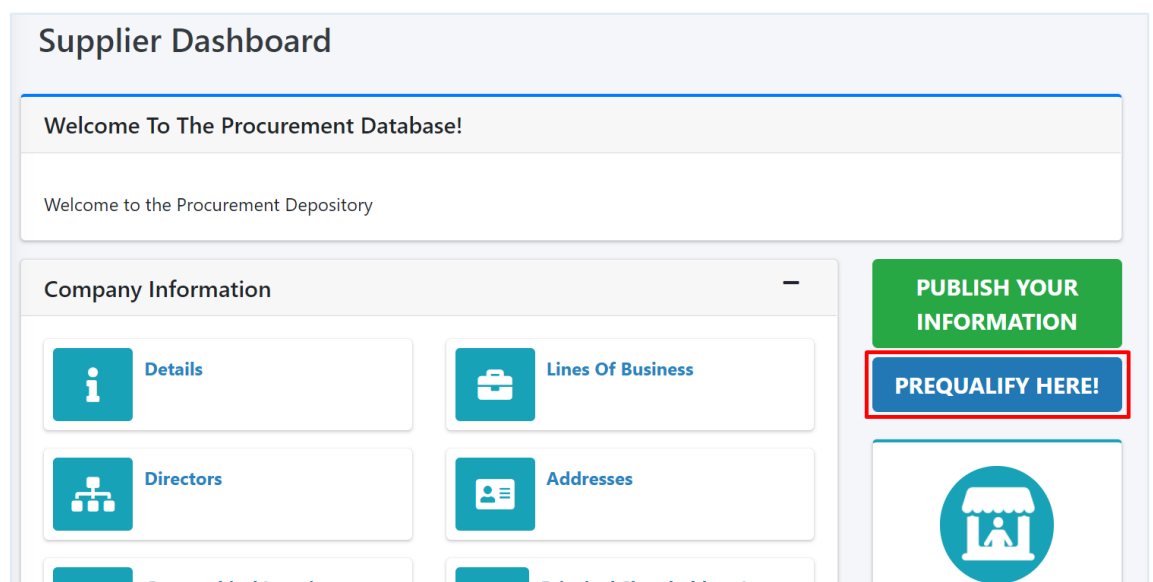 Supplier Dashboard
Welcome To The Procurement Database!
Welcome to the Procurement Depository
Company Information
PUBLISH YOUR
INFORMATION
PREQUALIFY HERE!
Details
Lines Of Business
Directors
Addresses